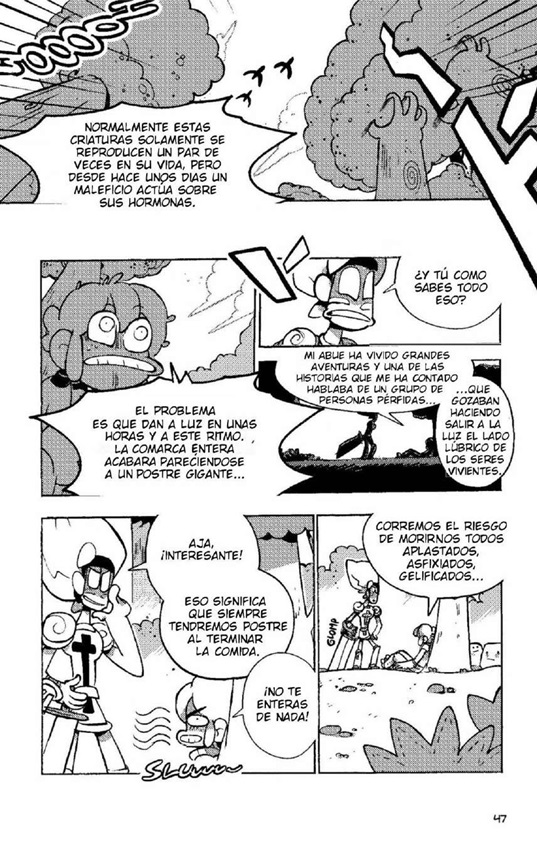 GOOOOOM
NORMALMENTE ESTAS
CRIATURAS SOLAMENTE SE
REPRODUCEN UN PAR DE
VECES EN SU VIDA, PERO
DESDE HACE UNOS DIAS UN
MALEFICIO ACTÚA SOBRE
SUS HORMONAS.
¿Y TÚ COMO
SABES TODO
ESO?
EL PROBLEMA
ES QUE DAN A LUZ EN UNAS
HORAS Y A ESTE RITMO.
LA COMARCA ENTERA
ACABARA PARECIÉNDOSE
A UN POSTRE GIGANTE...
MI ABUE HA VIVIDO GRANDES
AVENTURAS Y UNA DE LAS
HISTORIAS QUE ME HA CONTADO
HABLABA DE UN GRUPO DE
PERSONAS PÉRFIDAS...
...QUE
GOZABAN
HACIENDO
SALIR A
LA LUZ EL LADO
LÚBRICO DE
LOS SERES
VIVIENTES.
AJA,
¡INTERESANTE!
ESO SIGNIFICA
QUE SIEMPRE
TENDREMOS POSTRE
AL TERMINAR
LA COMIDA.
¡NO TE
ENTERAS
DE NADA!
CORREMOS EL RIESGO
DE MORIRNOS TODOS
APLASTADOS,
ASFIXIADOS,
GELIFICADOS...
GLOMP
47